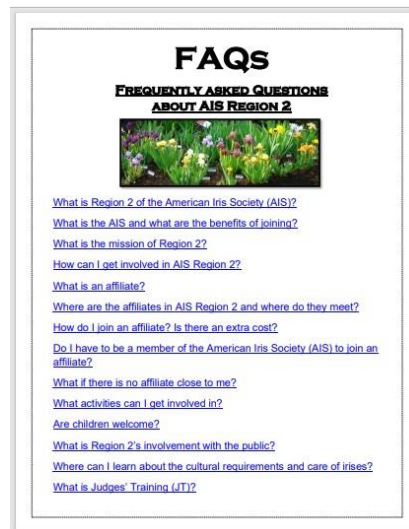 FAQs
FREQUENTLY ASKED QUESTIONS
ABOUT AIS REGION 2
What is Region 2 of the American Iris Society (AIS)?
What is the AIS and what are the benefits of joining?
What is the mission of Region 2?
How can I get involved in AIS Region 2?
What is an affiliate?
Where are the affiliates in AIS Region 2 and where do they meet?
How do I join an affiliate? Is there an extra cost?
Do I have to be a member of the American Iris Society (AIS) to join an
affiliate?
What if there is no affiliate close to me?
What activities can I get involved in?
Are children welcome?
What is Region 2's involvement with the public?
Where can I learn about the cultural requirements and care of irises?
What is Judges' Training (JT)?